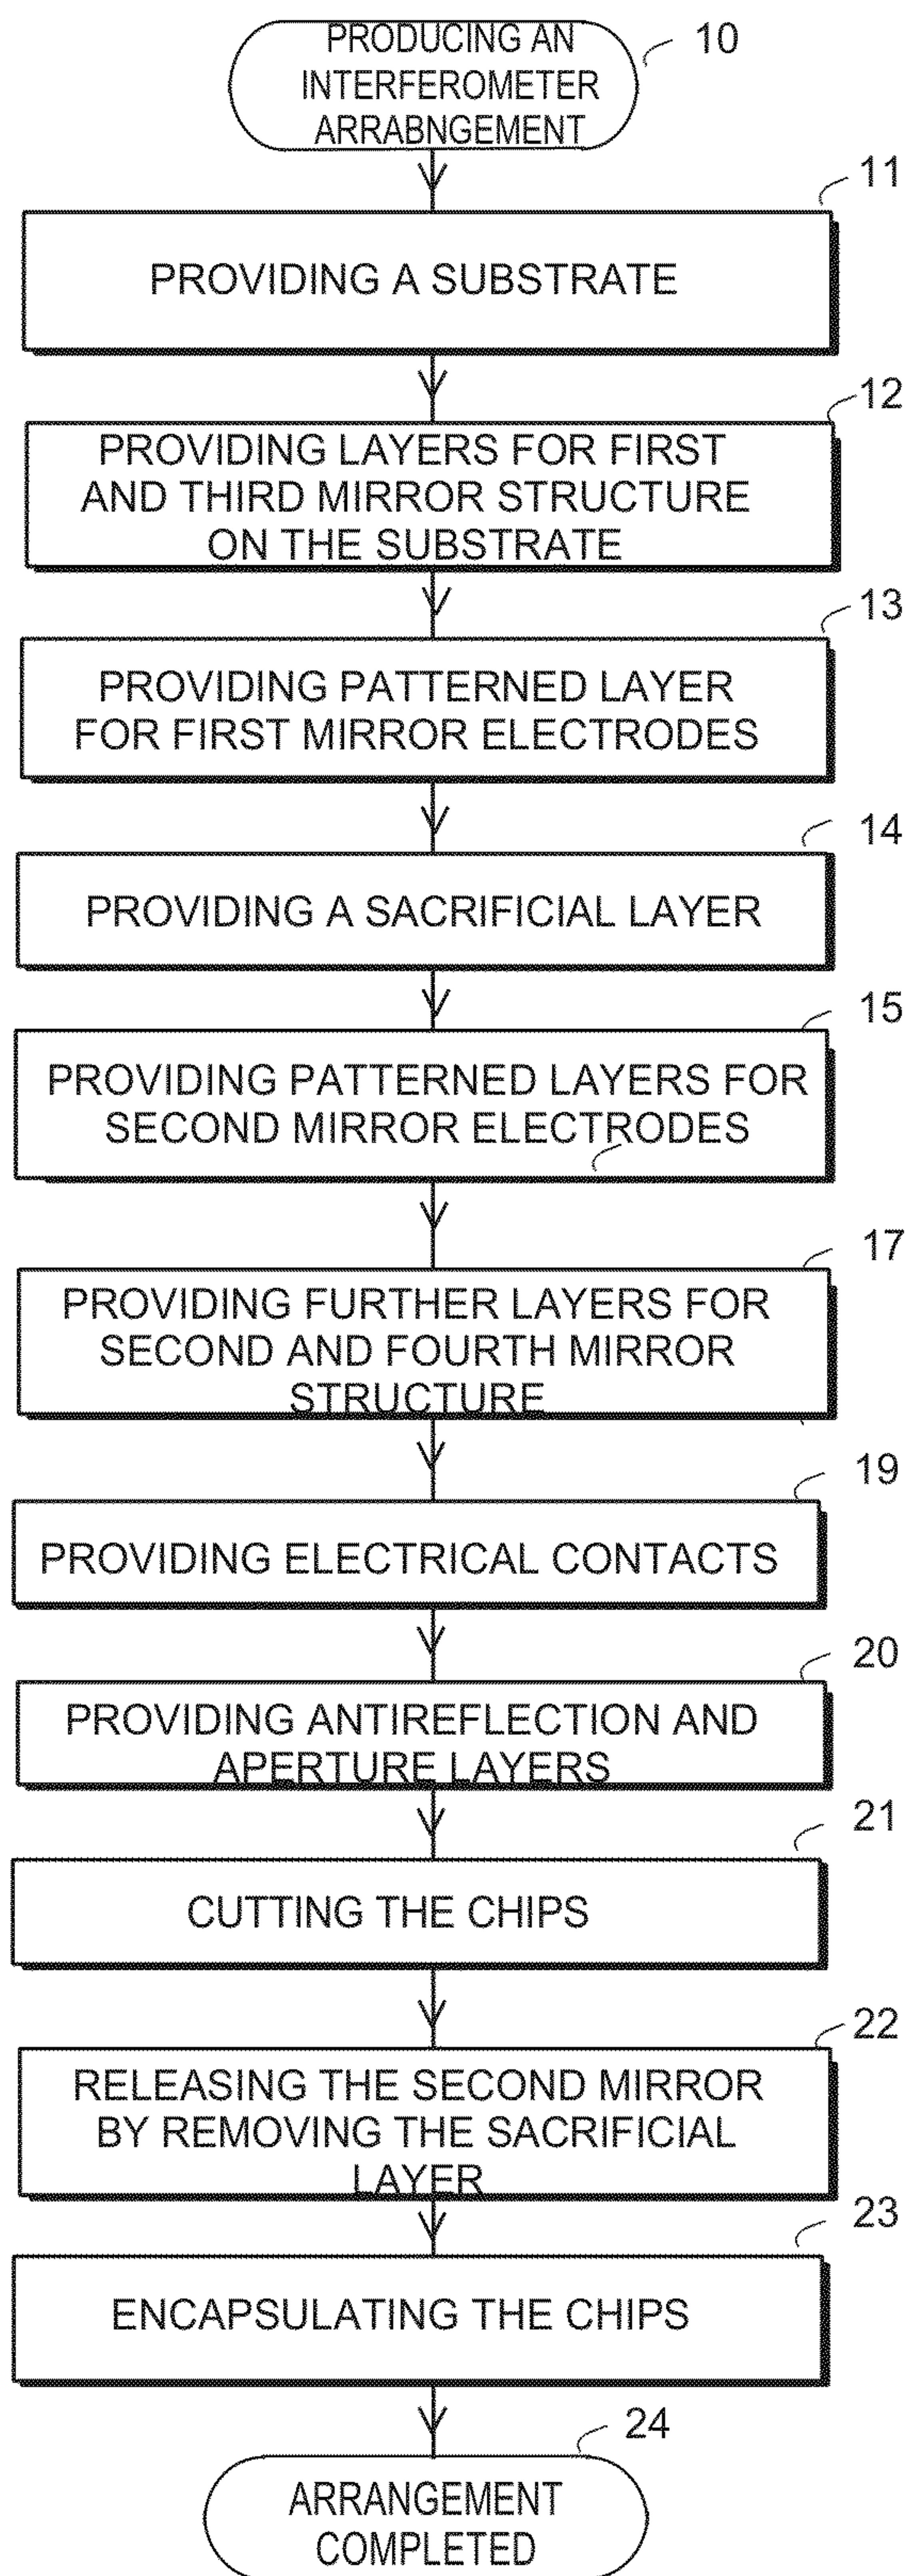 PRODUCING AN
INTERFEROMETER
ARRABNGEMENT
10
11
PROVIDING A SUBSTRATE
12
PROVIDING LAYERS FOR FIRST
AND THIRD MIRROR STRUCTURE
ON THE SUBSTRATE
13
PROVIDING PATTERNED LAYER
FOR FIRST MIRROR ELECTRODES
14
PROVIDING A SACRIFICIAL LAYER
15
PROVIDING PATTERNED LAYERS FOR
SECOND MIRROR ELECTRODES
17
PROVIDING FURTHER LAYERS FOR
SECOND AND FOURTH MIRROR
STRUCTURE
19
PROVIDING ELECTRICAL CONTACTS
20
PROVIDING ANTIREFLECTION AND
APERTURE LAYERS
21
CUTTING THE CHIPS
22
RELEASING THE SECOND MIRROR
BY REMOVING THE SACRIFICIAL
LAYER
23
ENCAPSULATING THE CHIPS
24
ARRANGEMENT
COMPLETED